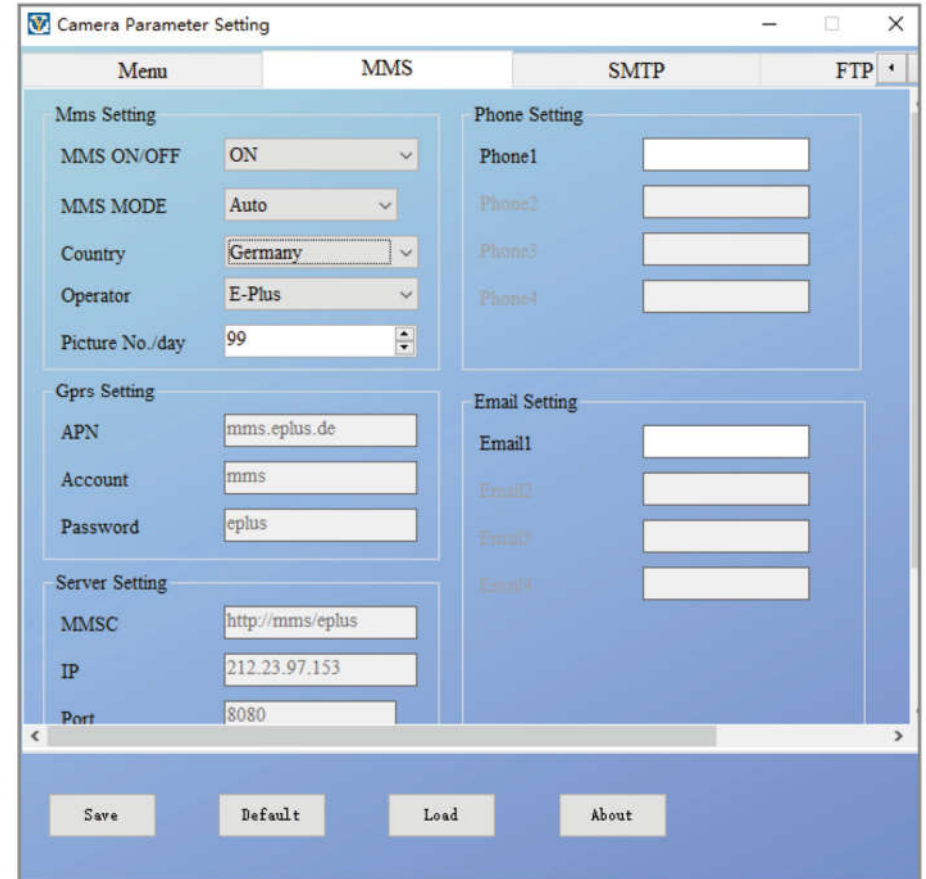 Camera Parameter Setting
Menu
MMS
SMTP
FTP
Mms Setting
MMS ON/OFF ON
MMS MODE Auto
Country Germany
Operator E-Plus
Picture No./day 99
Gprs Setting
APN mms.eplus.de
Account mms
Password eplus
Server Setting
MMSC http://mms/eplus
IP 212.23.97.153
Port 8080
Phone Setting
Phone1
Phone2
Phone3
Phone4
Email Setting
Email1
Email2
Email3
Email4
Save
Default
Load
About